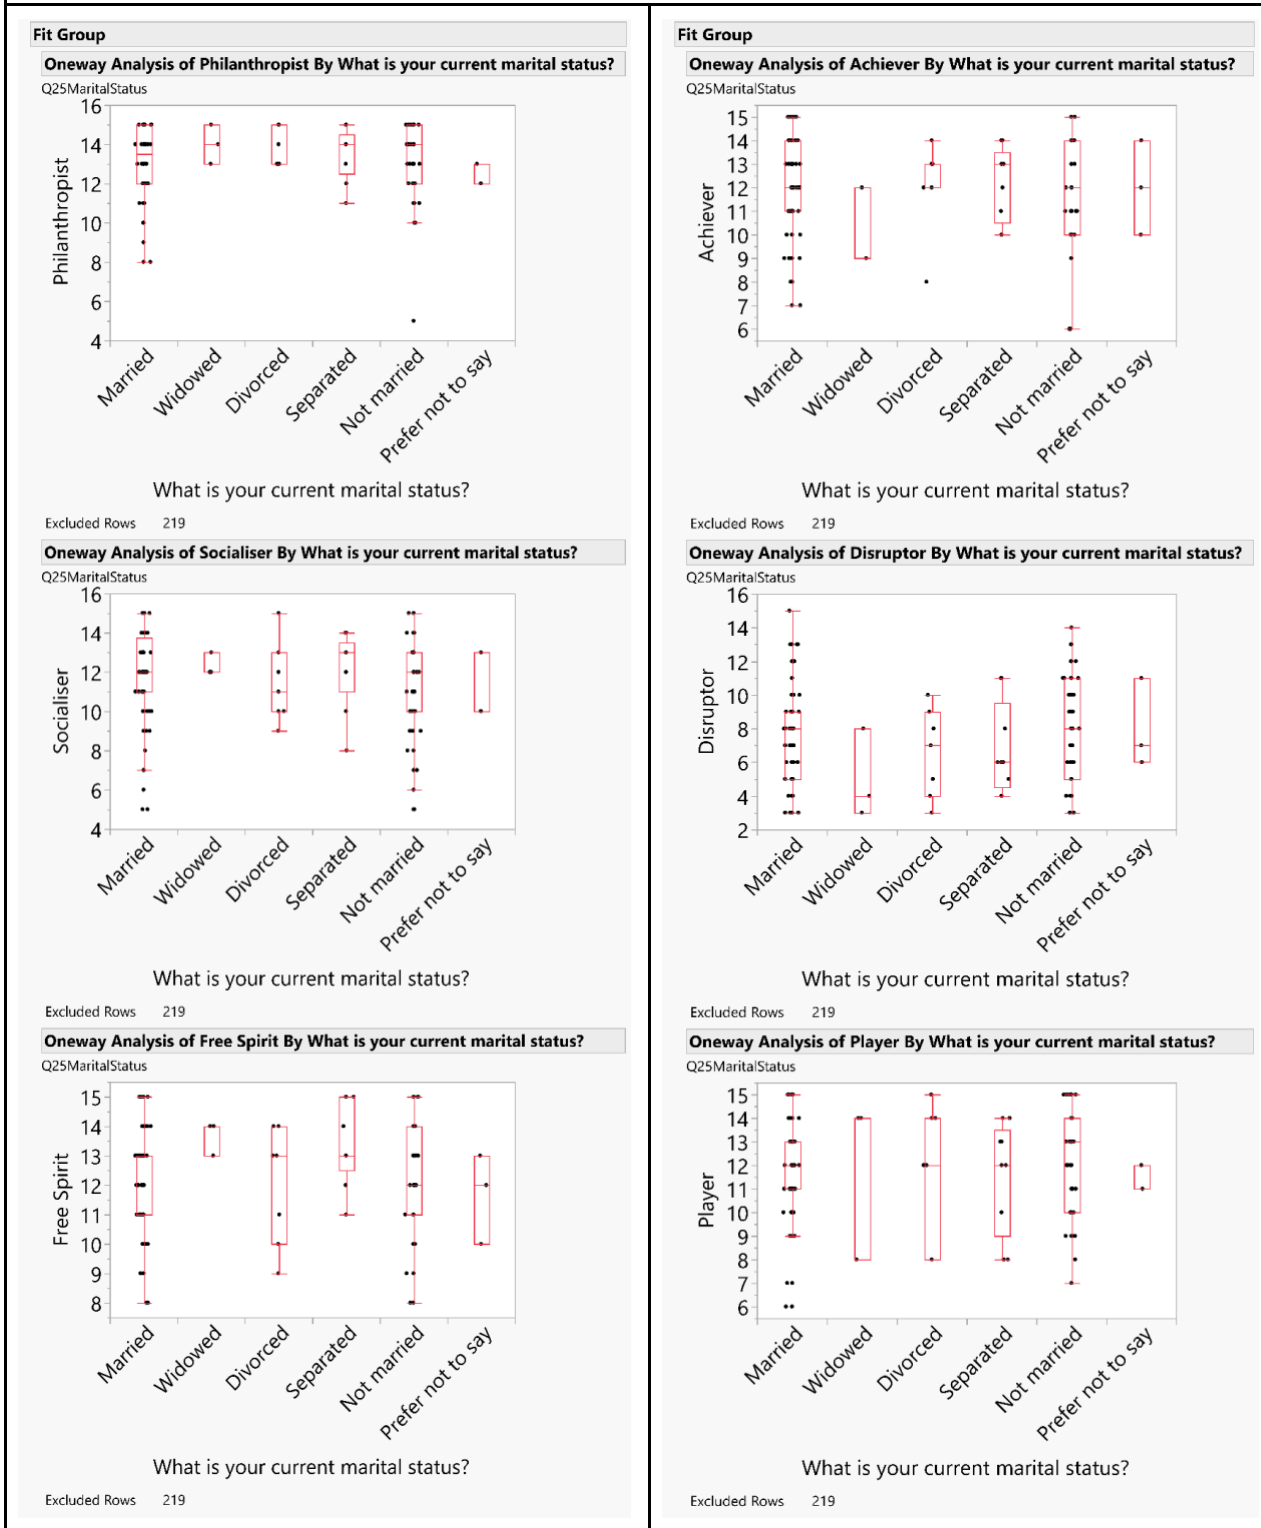 Fit Group
Oneway Analysis of Philanthropist By What is your current marital status?
Q25MaritalStatus
16
14
12
10
8
6
4
Philanthropist
Married
Widowed
Divorced
Separated
Not married
Prefer not to say
What is your current marital status?
Excluded Rows 219
Oneway Analysis of Socialiser By What is your current marital status?
Q25MaritalStatus
16
14
12
10
8
6
4
Socialiser
Married
Widowed
Divorced
Separated
Not married
Prefer not to say
What is your current marital status?
Excluded Rows 219
Oneway Analysis of Free Spirit By What is your current marital status?
Q25MaritalStatus
15
14
13
12
11
10
9
8
Free Spirit
Married
Widowed
Divorced
Separated
Not married
Prefer not to say
What is your current marital status?
Excluded Rows 219
Fit Group
Oneway Analysis of Achiever By What is your current marital status?
Q25MaritalStatus
15
14
13
12
11
10
9
8
7
6
Achiever
Married
Widowed
Divorced
Separated
Not married
Prefer not to say
What is your current marital status?
Excluded Rows 219
Oneway Analysis of Disruptor By What is your current marital status?
Q25MaritalStatus
16
14
12
10
8
6
4
2
Disruptor
Married
Widowed
Divorced
Separated
Not married
Prefer not to say
What is your current marital status?
Excluded Rows 219
Oneway Analysis of Player By What is your current marital status?
Q25MaritalStatus
15
14
13
12
11
10
9
8
7
6
Player
Married
Widowed
Divorced
Separated
Not married
Prefer not to say
What is your current marital status?
Excluded Rows 219